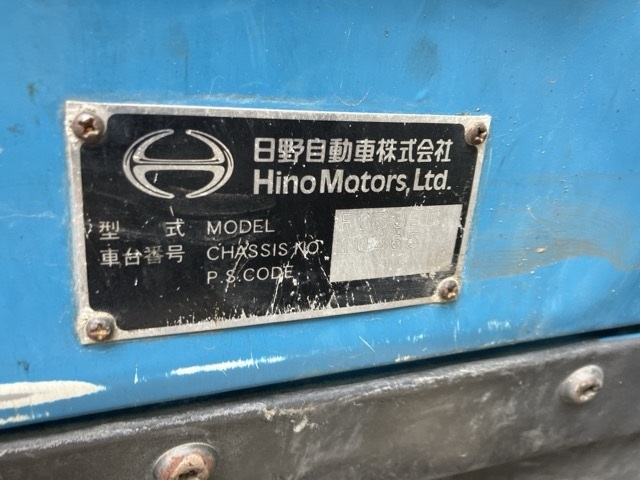 日野自動車株式会社
Hino Motors, Ltd.
型式 MODEL
車台番号 CHASSIS NO.
P.S.CODE